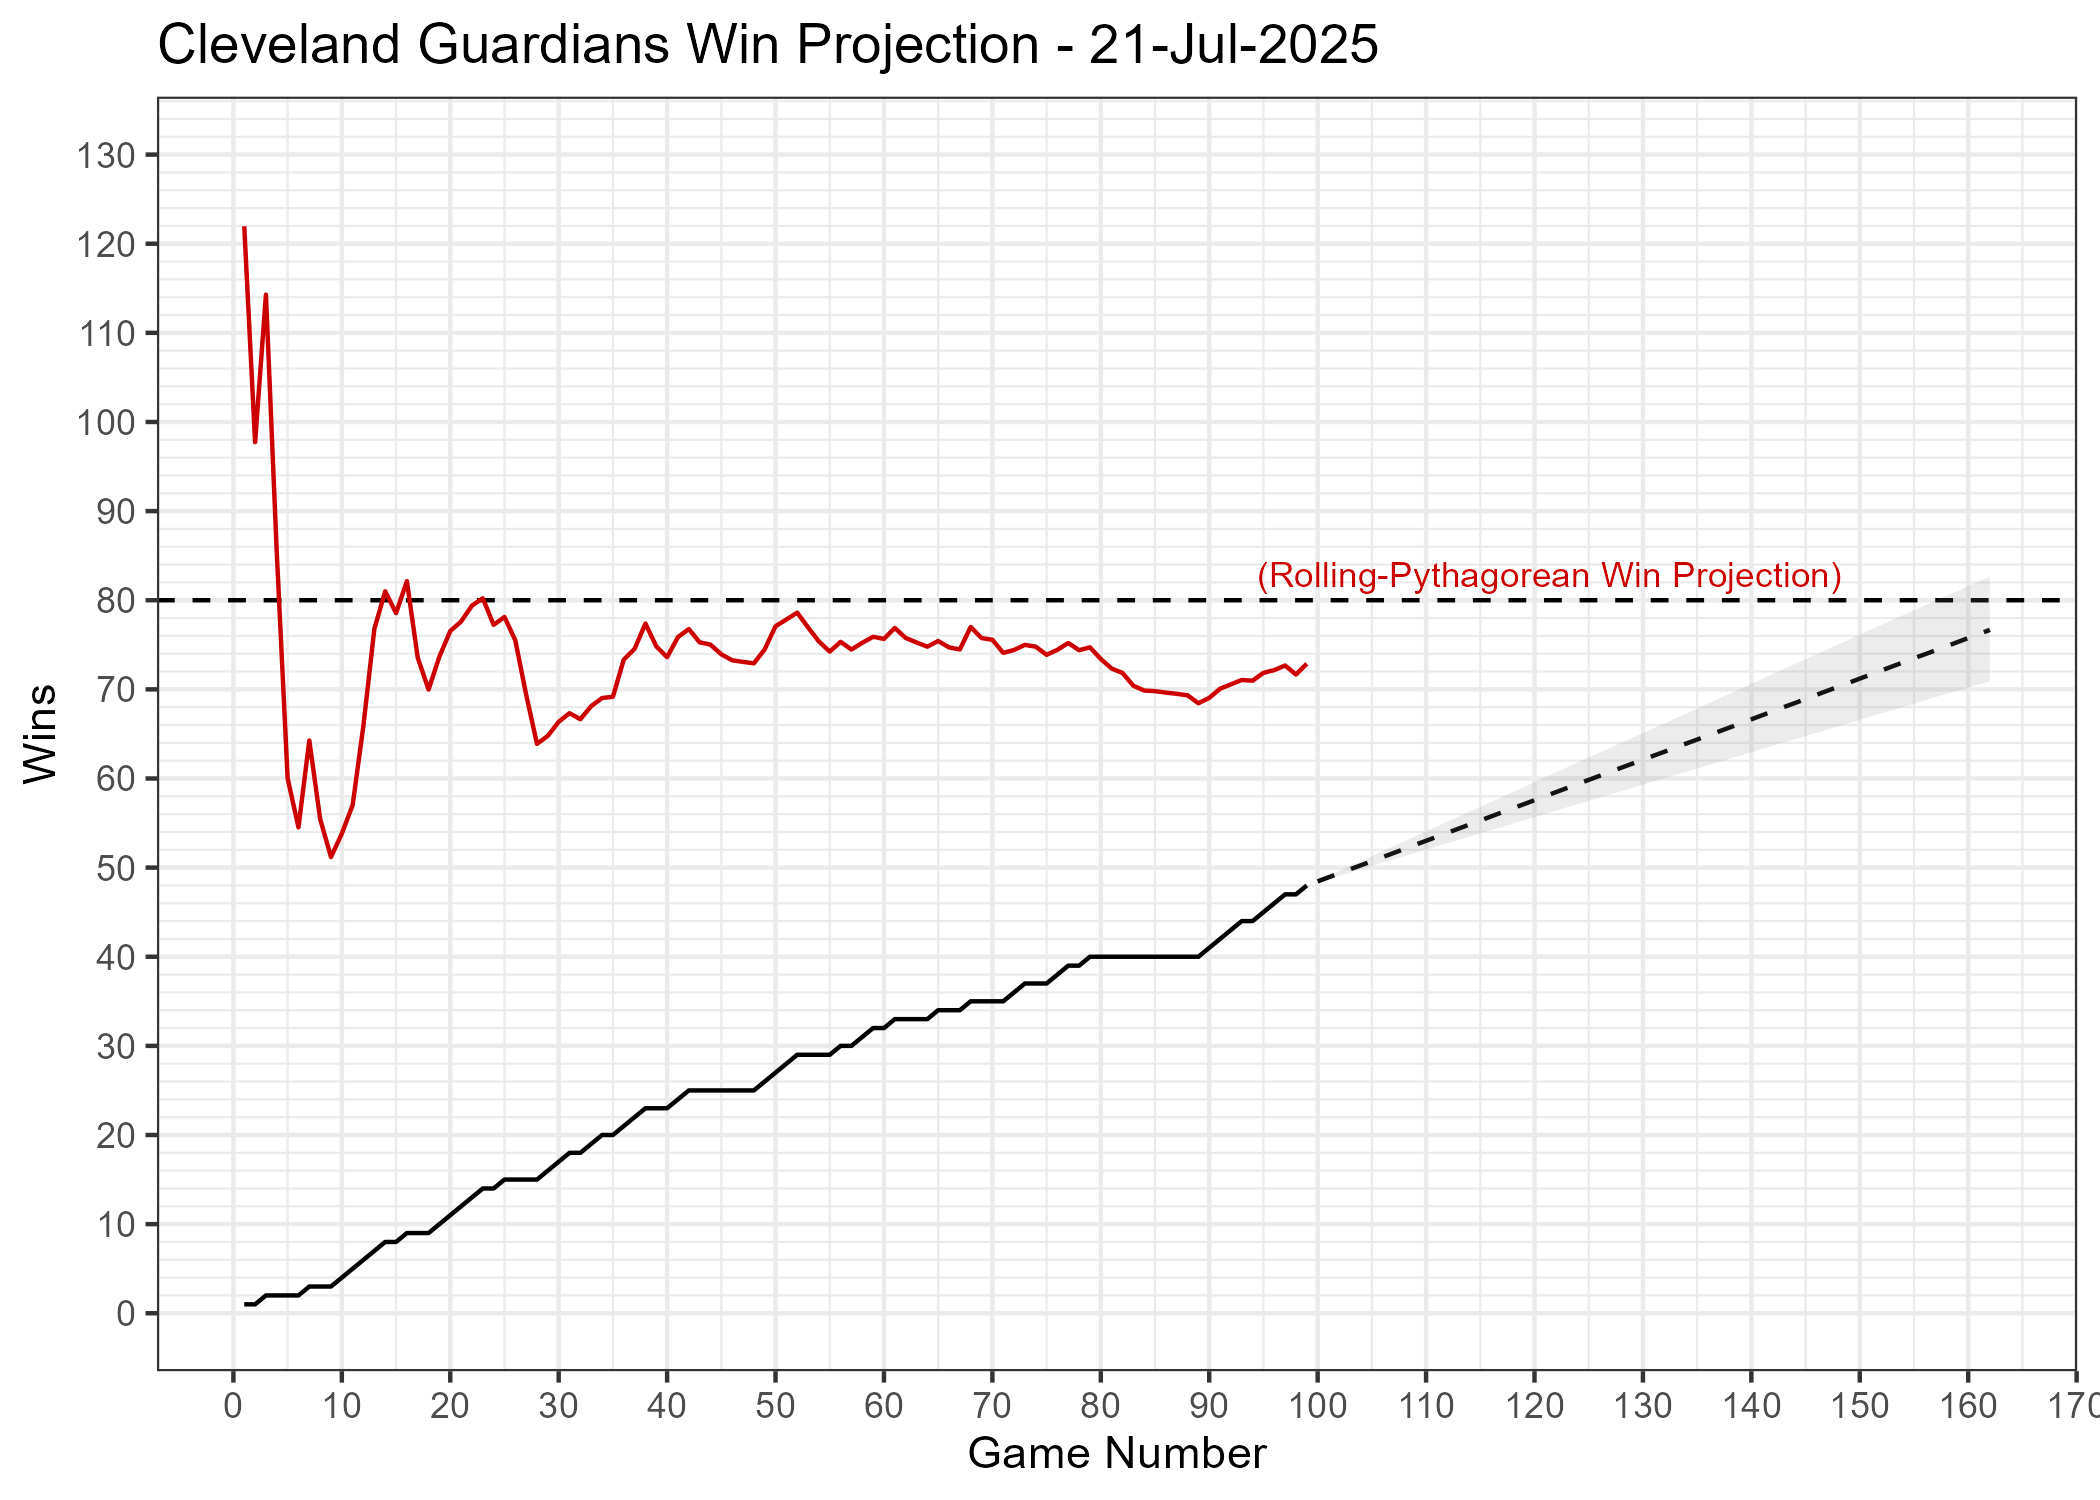 Cleveland Guardians Win Projection - 21-Jul-2025
130
120
110
100
90
80
70
60
50
40
30
20
10
0
Wins
(Rolling-Pythagorean Win Projection)
0 10 20 30 40 50 60 70 80 90 100 110 120 130 140 150 160 170
Game Number